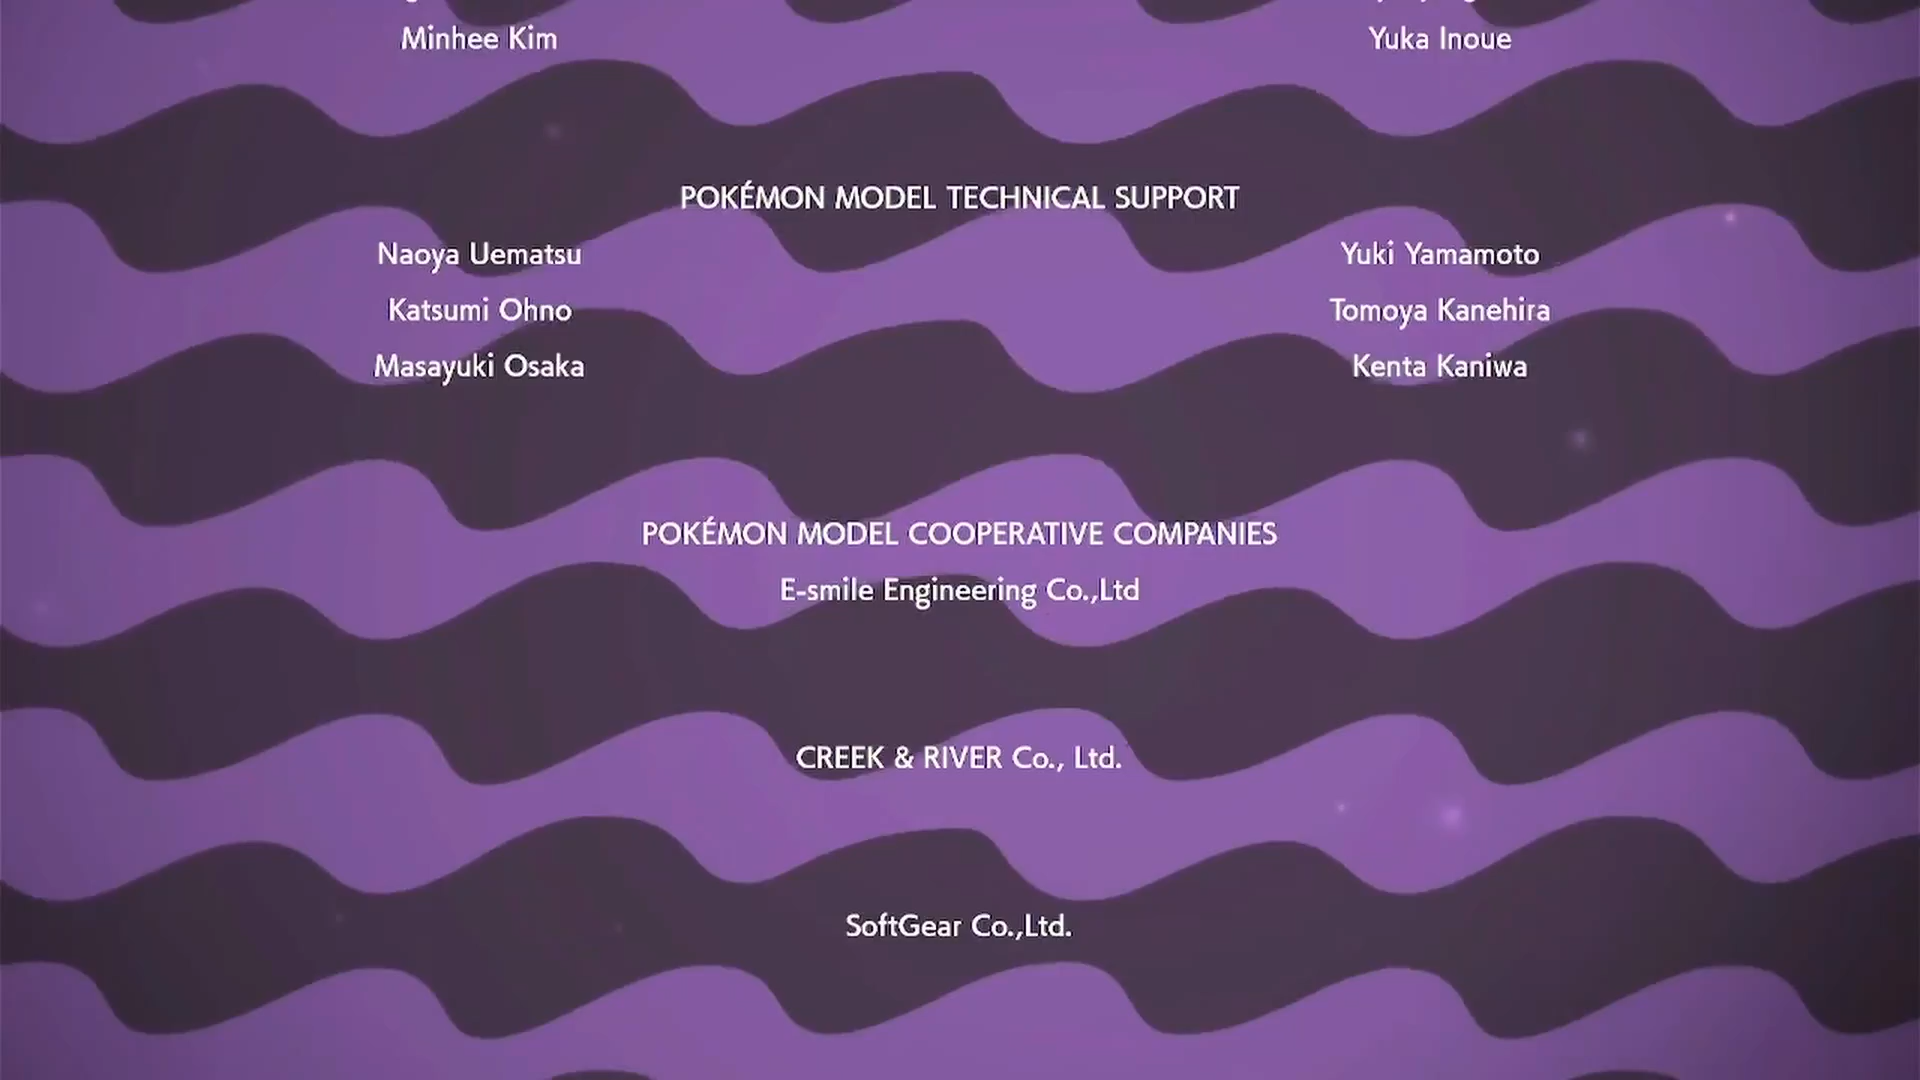 Minhee Kim Yuka Inoue
POKÉMON MODEL TECHNICAL SUPPORT
Naoya Uematsu Yuki Yamamoto
Katsumi Ohno Tomoya Kanehira
Masayuki Osaka Kenta Kaniwa
POKÉMON MODEL COOPERATIVE COMPANIES
E-smile Engineering Co.,Ltd
CREEK & RIVER Co., Ltd.
SoftGear Co.,Ltd.